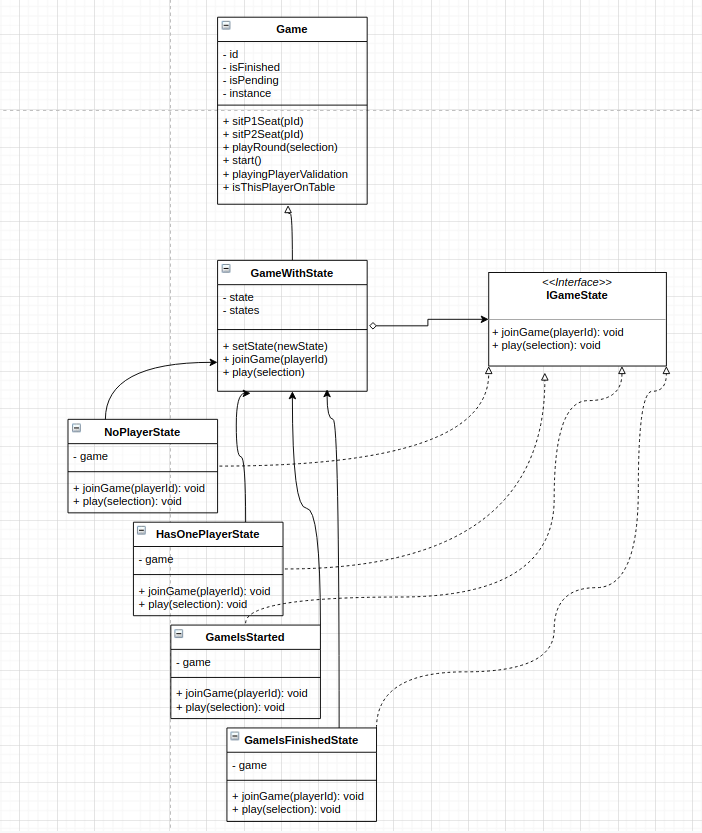 Game
- id
- isFinished
- isPending
- instance
+ sitP1Seat(pId)
+ sitP2Seat(pId)
+ playRound(selection)
+ start()
+ playingPlayerValidation
+ isThisPlayerOnTable
GameWithState
- state
- states
+ setState(newState)
+ joinGame(playerId)
+ play(selection)
<<Interface>>
IGameState
+ joinGame(playerId): void
+ play(selection): void
NoPlayerState
- game
+ joinGame(playerId): void
+ play(selection): void
HasOnePlayerState
- game
+ joinGame(playerId): void
+ play(selection): void
GameIsStarted
- game
+ joinGame(playerId): void
+ play(selection): void
GameIsFinishedState
- game
+ joinGame(playerId): void
+ play(selection): void